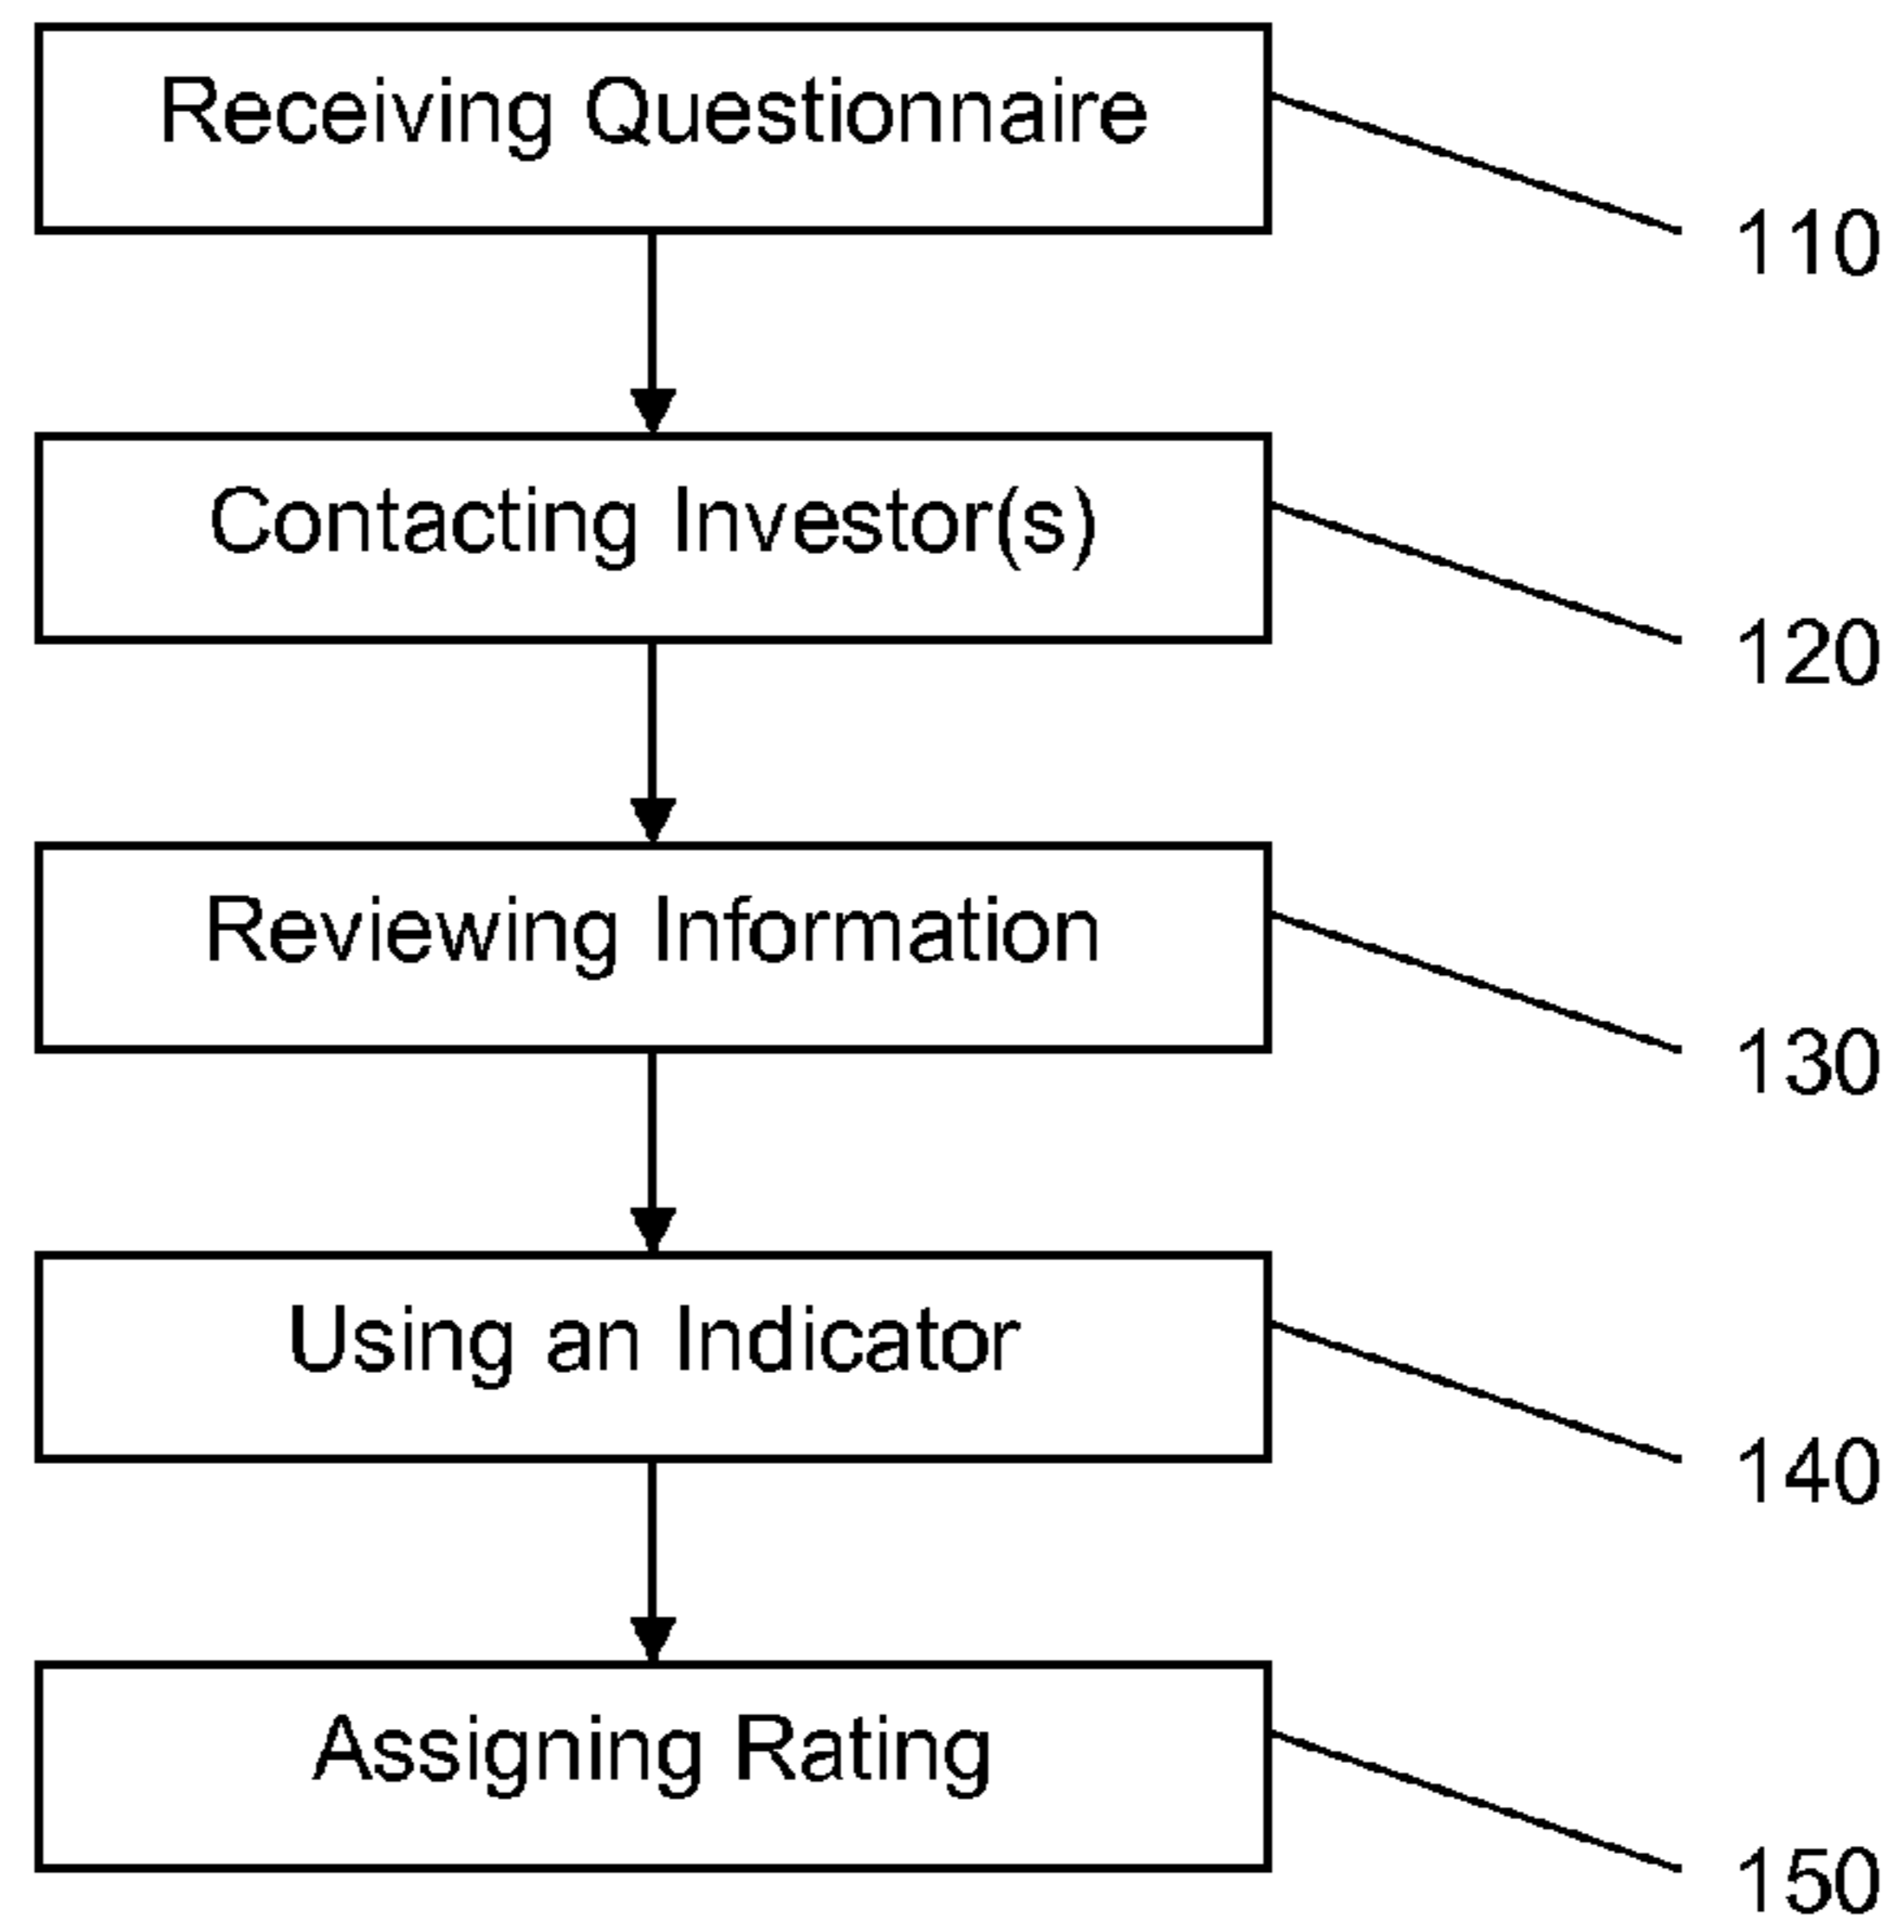 Receiving Questionnaire
110
Contacting Investor(s)
120
Reviewing Information
130
Using an Indicator
140
Assigning Rating
150